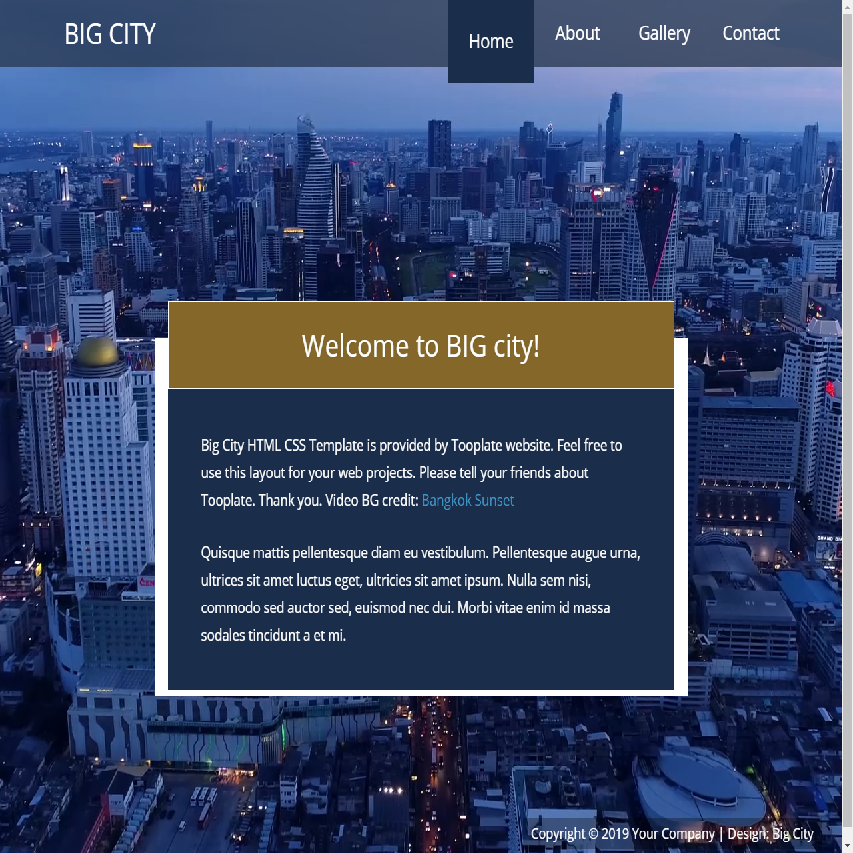 BIG CITY
Home
About
Gallery
Contact
Welcome to BIG city!
Big City HTML CSS Template is provided by Tooplate website. Feel free to
use this layout for your web projects. Please tell your friends about
Tooplate. Thank you. Video BG credit: Bangkok Sunset
Quisque mattis pellentesque diam eu vestibulum. Pellentesque augue urna,
ultrices sit amet luctus eget, ultricies sit amet ipsum. Nulla sem nisi,
commodo sed auctor sed, euismod nec dui. Morbi vitae enim id massa
sodales tincidunt a et mi.
Copyright © 2019 Your Company | Design: Big City